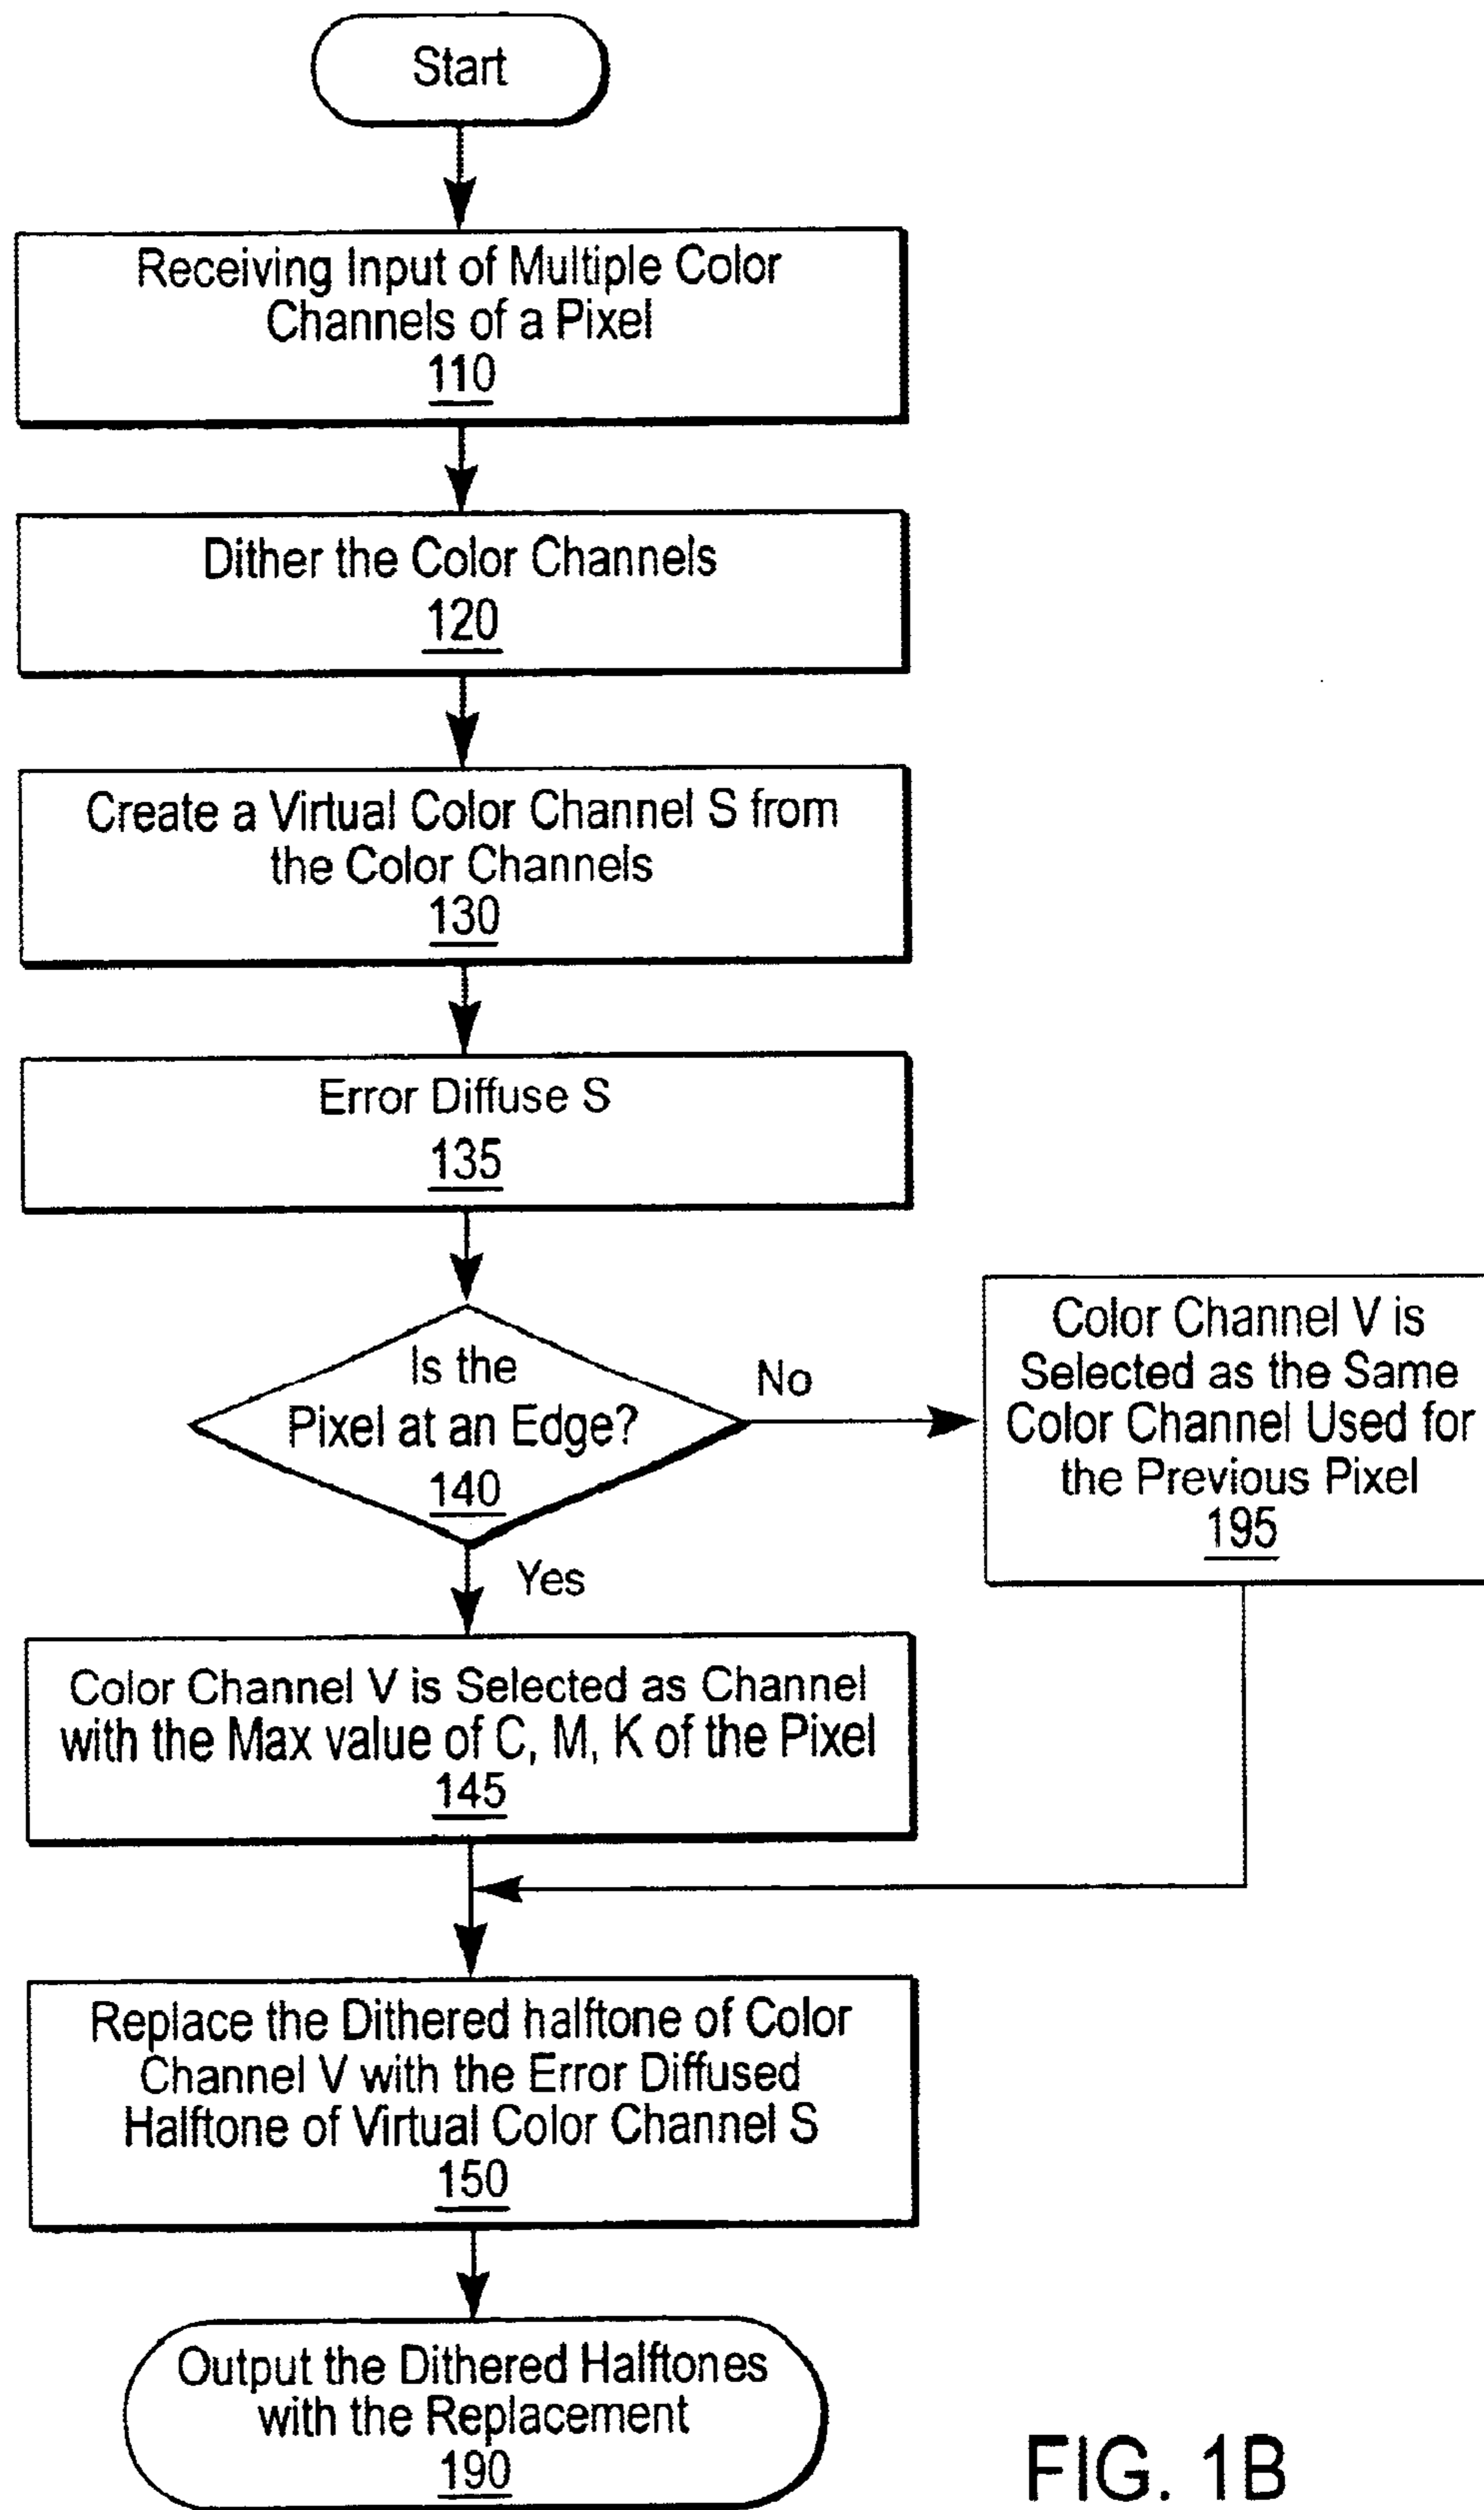 Start
Receiving Input of Multiple Color
Channels of a Pixel
110
Dither the Color Channels
120
Create a Virtual Color Channel S from
the Color Channels
130
Error Diffuse S
135
Is the
Pixel at an Edge?
140
No
Color Channel V is
Selected as the Same
Color Channel Used for
the Previous Pixel
195
Yes
Color Channel V is Selected as Channel
with the Max value of C, M, K of the Pixel
145
Replace the Dithered halftone of Color
Channel V with the Error Diffused
Halftone of Virtual Color Channel S
150
Output the Dithered Halftones
with the Replacement
190
FIG. 1B